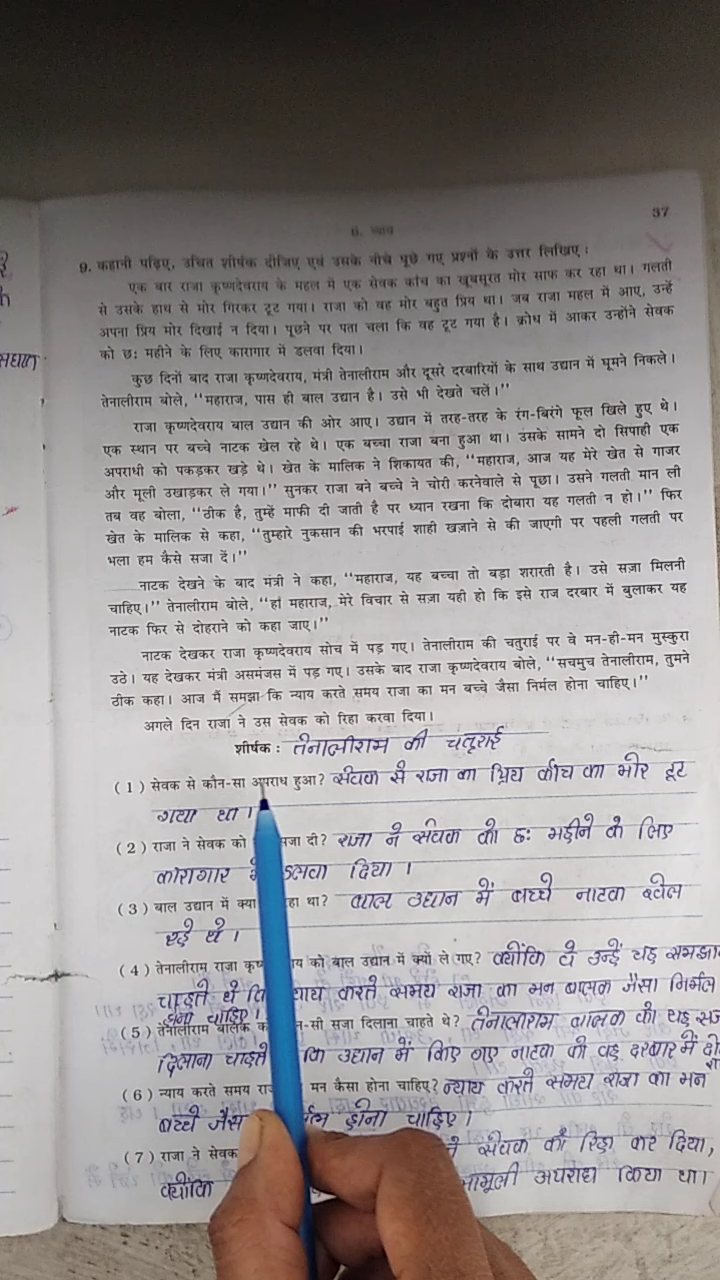 37
6. न्याय
9. कहानी पढ़िए, उचित शीर्षक दीजिए एवं उसके नीचे पूछे गए प्रश्नों के उत्तर लिखिए :
एक बार राजा कृष्णदेवराय के महल में एक सेवक काँच का खूबसूरत मोर साफ कर रहा था। गलती
से उसके हाथ से मोर गिरकर टूट गया। राजा को वह मोर बहुत प्रिय था। जब राजा महल में आए, उन्हें
अपना प्रिय मोर दिखाई न दिया। पूछने पर पता चला कि वह टूट गया है। क्रोध में आकर उन्होंने सेवक
को छः महीने के लिए कारागार में डलवा दिया।
कुछ दिनों बाद राजा कृष्णदेवराय, मंत्री तेनालीराम और दूसरे दरबारियों के साथ उद्यान में घूमने निकले।
तेनालीराम बोले, “महाराज, पास ही बाल उद्यान है। उसे भी देखते चलें।”
राजा कृष्णदेवराय बाल उद्यान की ओर आए। उद्यान में तरह-तरह के रंग-बिरंगे फूल खिले हुए थे।
एक स्थान पर बच्चे नाटक खेल रहे थे। एक बच्चा राजा बना हुआ था। उसके सामने दो सिपाही एक
अपराधी को पकड़कर खड़े थे। खेत के मालिक ने शिकायत की, “महाराज, आज यह मेरे खेत से गाजर
और मूली उखाड़कर ले गया।” सुनकर राजा बने बच्चे ने चोरी करनेवाले से पूछा। उसने गलती मान ली
तब वह बोला, “ठीक है, तुम्हें माफी दी जाती है पर ध्यान रखना कि दोबारा यह गलती न हो।” फिर
खेत के मालिक से कहा, “तुम्हारे नुकसान की भरपाई शाही खज़ाने से की जाएगी पर पहली गलती पर
भला हम कैसे सजा दें।”
नाटक देखने के बाद मंत्री ने कहा, “महाराज, यह बच्चा तो बड़ा शरारती है। उसे सज़ा मिलनी
चाहिए।” तेनालीराम बोले, “हाँ महाराज, मेरे विचार से सज़ा यही हो कि इसे राज दरबार में बुलाकर यह
नाटक फिर से दोहराने को कहा जाए।”
नाटक देखकर राजा कृष्णदेवराय सोच में पड़ गए। तेनालीराम की चतुराई पर वे मन-ही-मन मुस्कुरा
उठे। यह देखकर मंत्री असमंजस में पड़ गए। उसके बाद राजा कृष्णदेवराय बोले, “सचमुच तेनालीराम, तुमने
ठीक कहा। आज मैं समझा कि न्याय करते समय राजा का मन बच्चे जैसा निर्मल होना चाहिए।”
अगले दिन राजा ने उस सेवक को रिहा करवा दिया।
शीर्षक : तेनालीराम की चतुराई
(1) सेवक से कौन-सा अपराध हुआ? सेवक से राजा का प्रिय काँच का मोर टूट
गया था।
(2) राजा ने सेवक को सजा दी? राजा ने सेवक को छः महीने के लिए
कारागार में डलवा दिया।
(3) बाल उद्यान में क्या हा था? बाल उद्यान में बच्चे नाटक खेल
रहे थे।
(4) तेनालीराम राजा कृष्ण य को बाल उद्यान में क्यों ले गए? क्योंकि वे उन्हें यह समझाना
चाहते थे कि न्याय करते समय राजा का मन बालक जैसा निर्मल
होना चाहिए।
(5) तेनालीराम बालक को न-सी सजा दिलाना चाहते थे? तेनालीराम बालक को यह सज
दिलाना चाहते कि उद्यान में किए गए नाटक को वह दरबार में दो
(6) न्याय करते समय रा मन कैसा होना चाहिए? न्याय करते समय राजा का मन
बच्चे जैसा निर्मल होना चाहिए।
(7) राजा ने सेवक ने सेवक को रिहा कर दिया,
क्योंकि मामूली अपराध किया था।